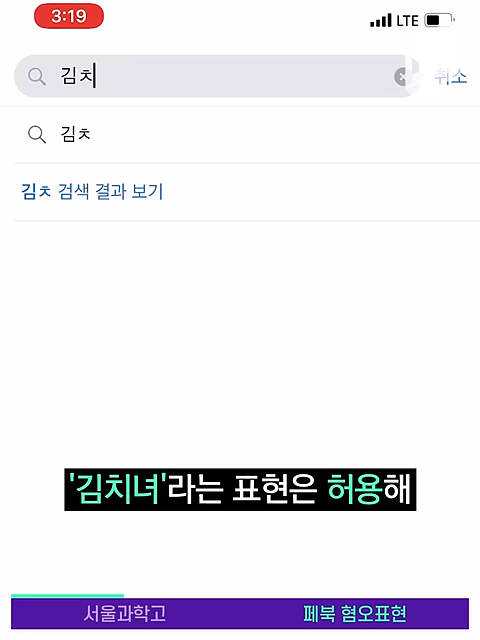 3:19 LTE
김치 취소
김ㅊ
김ㅊ 검색 결과 보기
'김치녀'라는 표현은 허용해
서울과학고 페북 혐오표현